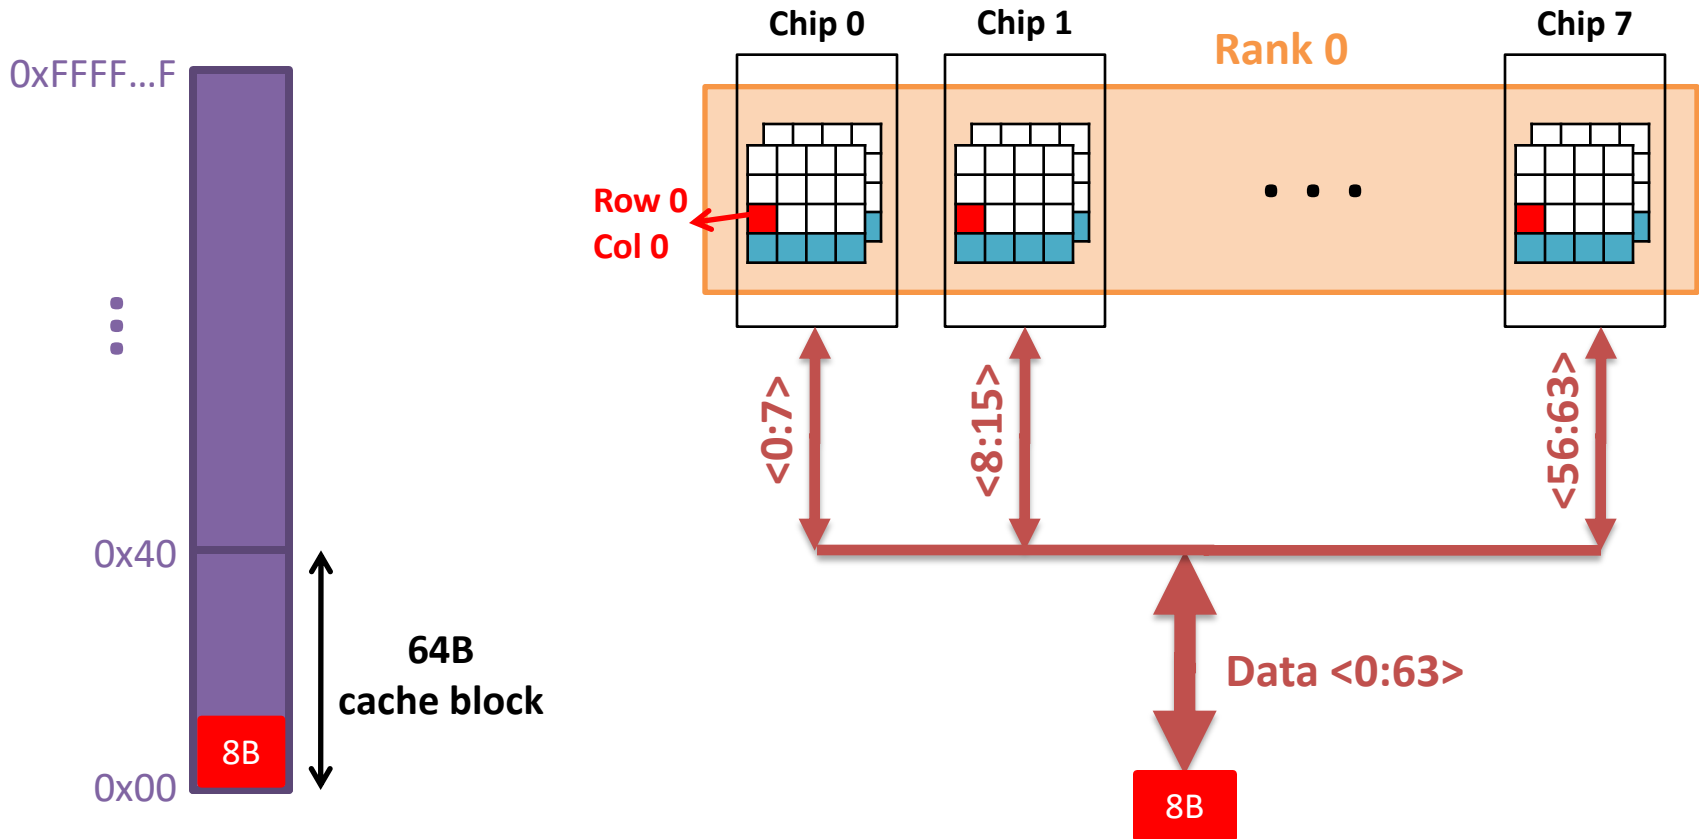 Chip 0
Chip 1
Chip 7
Rank 0
0xFFFF...F
Row 0
Col 0
<0:7>
<8:15>
<56:63>
0x40
64B
cache block
Data <0:63>
8B
0x00
8B